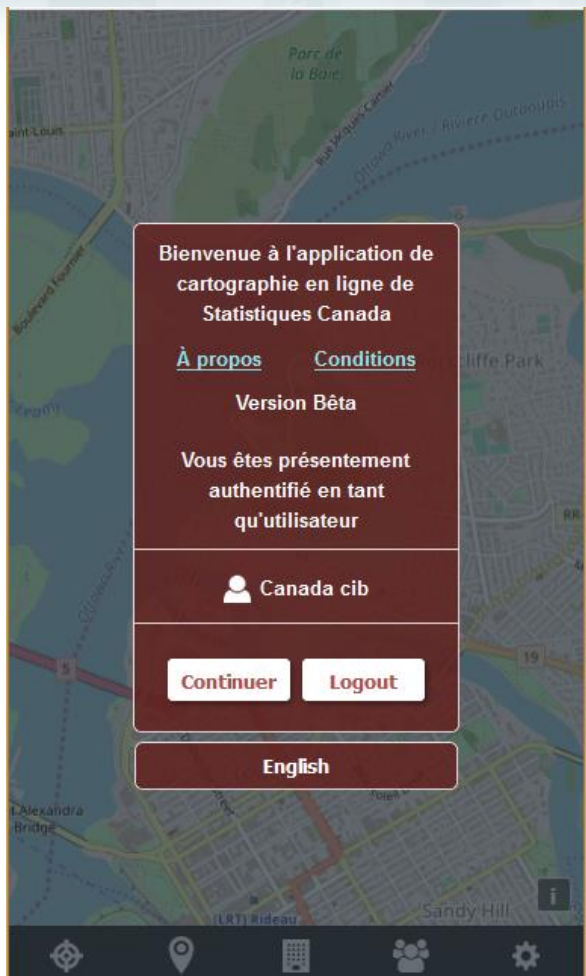 Parc de
la Baie
aint-Louis
Rue Jacques-Cartier
Ottawa River / Rivière Outaouais
Boulevard Fournier
Bienvenue à l'application de
cartographie en ligne de
Statistiques Canada
À propos Conditions
cliffe Park
Version Bêta
Vous êtes présentement
authentifié en tant
qu'utilisateur
RR
Canada cib
19
5
Continuer Logout
English
Alexandra
Bridge
(LRT) Rideau
Sandy Hill
i